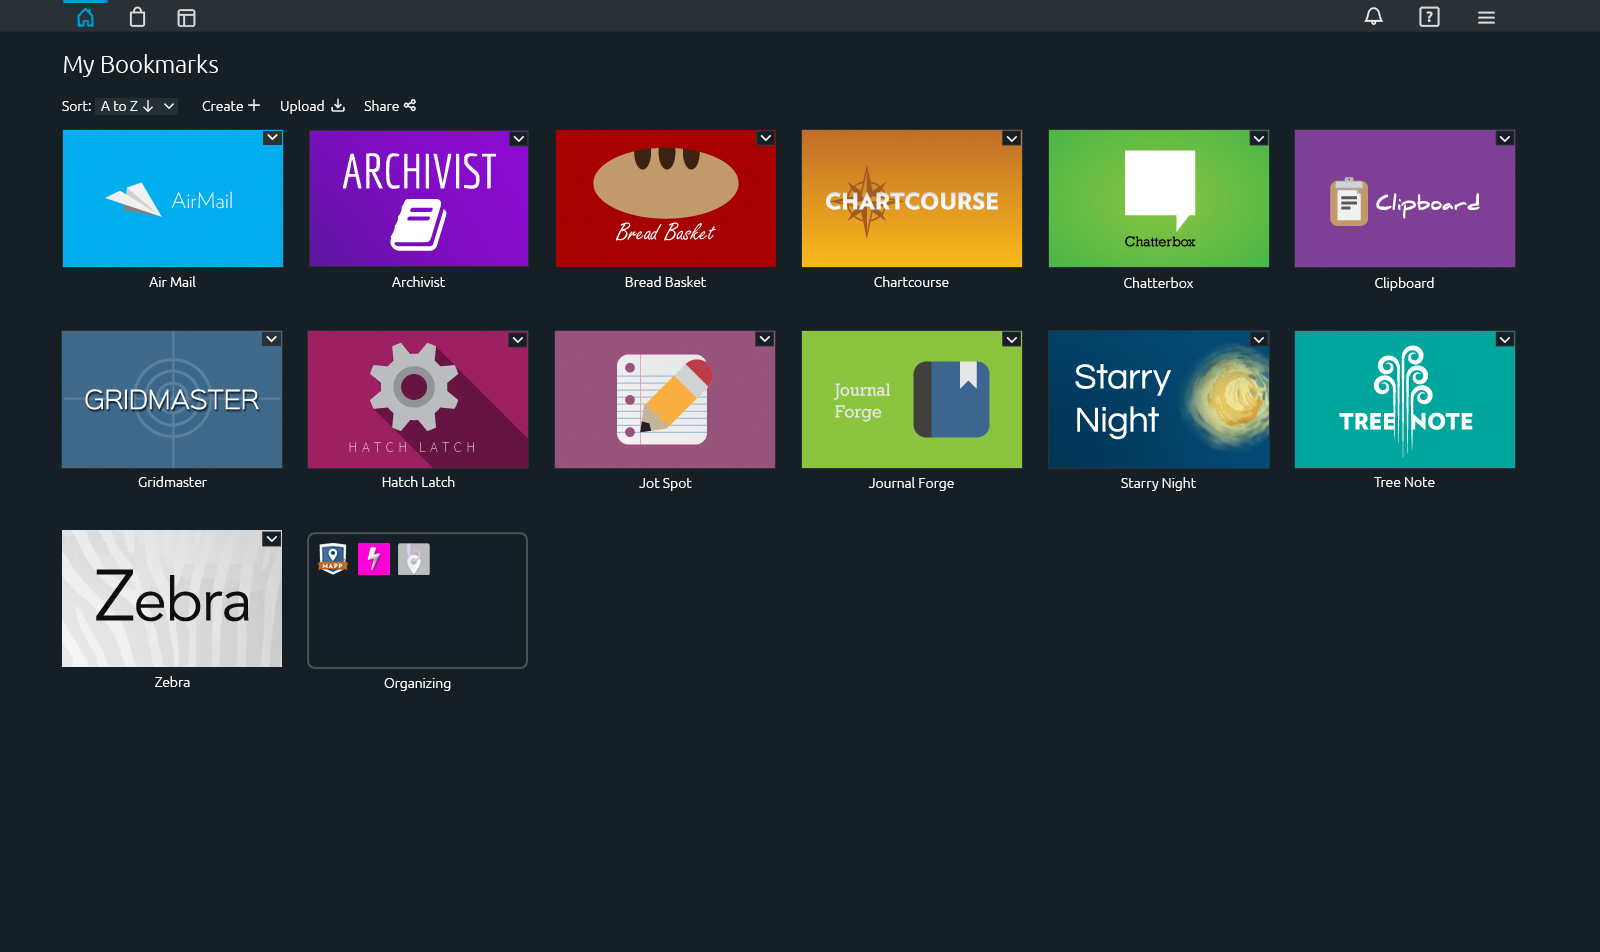 My Bookmarks
Sort: A to Z Create Upload Share
AirMail
ARCHIVIST
Bread Basket
CHARTCOURSE
Chatterbox
Clipboard
Air Mail
Archivist
Bread Basket
Chartcourse
Chatterbox
Clipboard
GRIDMASTER
HATCH LATCH
Journal
Forge
Starry
Night
TREE NOTE
Gridmaster
Hatch Latch
Jot Spot
Journal Forge
Starry Night
Tree Note
Zebra
MAPP
Zebra
Organizing